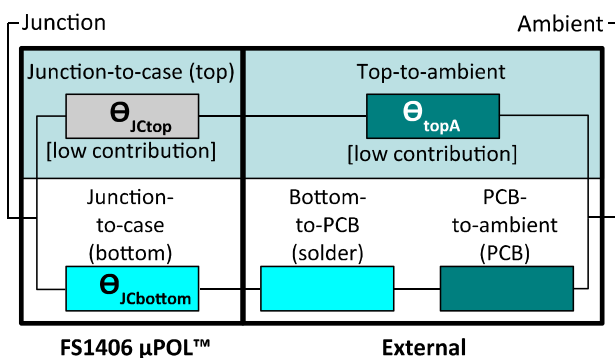 Junction
Ambient
Junction-to-case (top)
Top-to-ambient
ΘJCtop
ΘtopA
[low contribution]
[low contribution]
Junction-
to-case
(bottom)
Bottom-
to-PCB
(solder)
PCB-
to-ambient
(PCB)
ΘJCbottom
FS1406 µPOL™
External